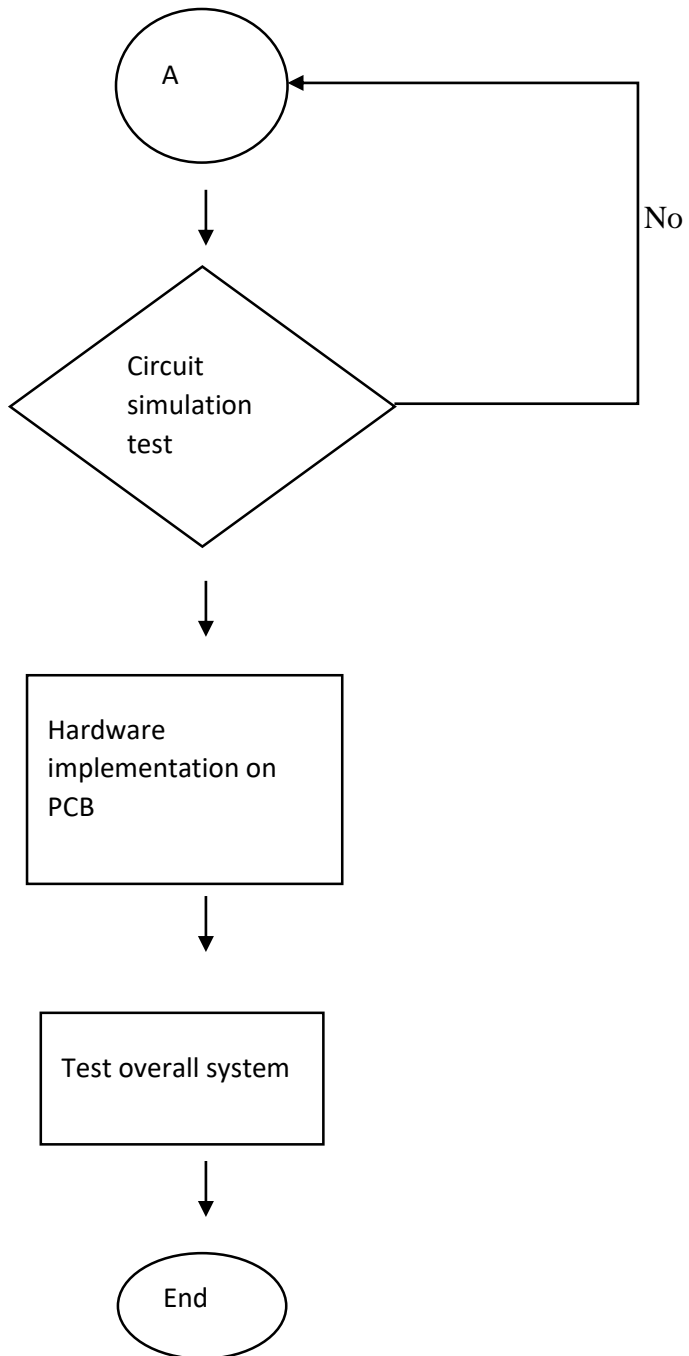 A
No
Circuit
simulation
test
Hardware
implementation on
PCB
Test overall system
End